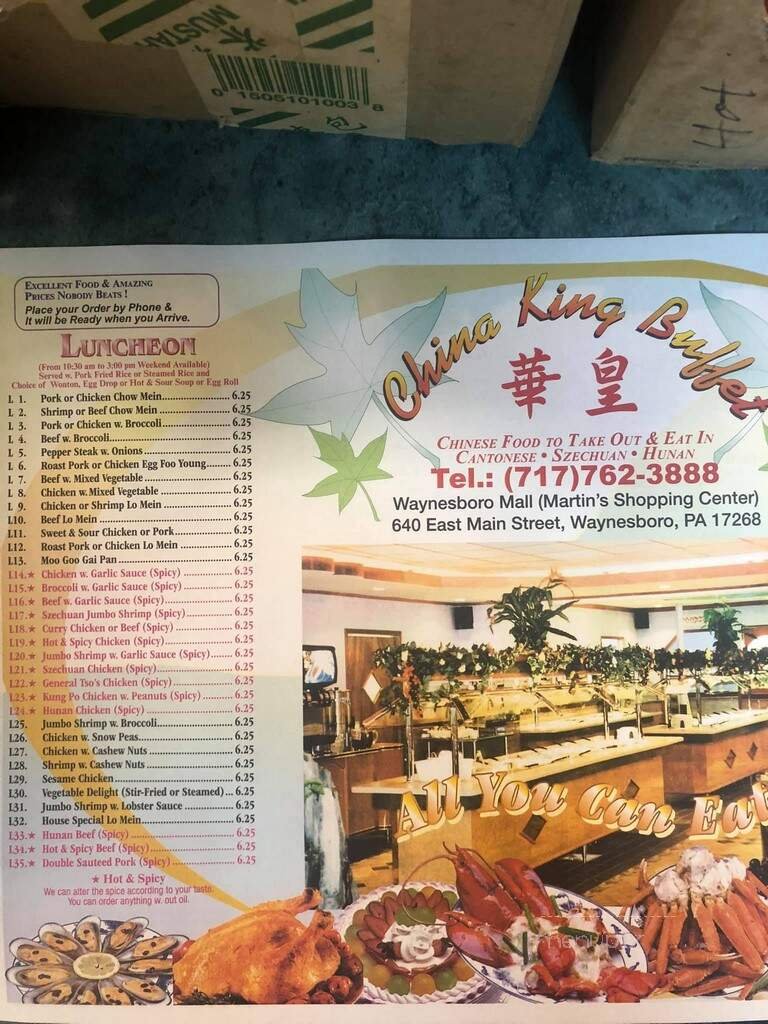 MUSTAR
0 1505101003 8
Hot
EXCELLENT FOOD & AMAZING
PRICES NOBODY BEATS !
Place your Order by Phone &
It will be Ready when you Arrive.
LUNCHEON
(From 10:30 am to 3:00 pm Weekend Available)
Served w. Pork Fried Rice or Steamed Rice and
Choice of Wonton, Egg Drop or Hot & Sour Soup or Egg Roll
L 1. Pork or Chicken Chow Mein 6.25
L 2. Shrimp or Beef Chow Mein 6.25
L 3. Pork or Chicken w. Broccoli 6.25
L 4. Beef w. Broccoli 6.25
L 5. Pepper Steak w. Onions 6.25
L 6. Roast Pork or Chicken Egg Foo Young 6.25
L 7. Beef w. Mixed Vegetable 6.25
L 8. Chicken w. Mixed Vegetable 6.25
L 9. Chicken or Shrimp Lo Mein 6.25
L10. Beef Lo Mein 6.25
L11. Sweet & Sour Chicken or Pork 6.25
L12. Roast Pork or Chicken Lo Mein 6.25
L13. Moo Goo Gai Pan 6.25
L14.★ Chicken w. Garlic Sauce (Spicy) 6.25
L15.★ Broccoli w. Garlic Sauce (Spicy) 6.25
L16.★ Beef w. Garlic Sauce (Spicy) 6.25
L17.★ Szechuan Jumbo Shrimp (Spicy) 6.25
L18.★ Curry Chicken or Beef (Spicy) 6.25
L19.★ Hot & Spicy Chicken (Spicy) 6.25
L20.★ Jumbo Shrimp w. Garlic Sauce (Spicy) 6.25
L21.★ Szechuan Chicken (Spicy) 6.25
L22.★ General Tso's Chicken (Spicy) 6.25
L23.★ Kung Po Chicken w. Peanuts (Spicy) 6.25
L24.★ Hunan Chicken (Spicy) 6.25
L25. Jumbo Shrimp w. Broccoli 6.25
L26. Chicken w. Snow Peas 6.25
L27. Chicken w. Cashew Nuts 6.25
L28. Shrimp w. Cashew Nuts 6.25
L29. Sesame Chicken 6.25
L30. Vegetable Delight (Stir-Fried or Steamed) 6.25
L31. Jumbo Shrimp w. Lobster Sauce 6.25
L32. House Special Lo Mein 6.25
L33.★ Hunan Beef (Spicy) 6.25
L34.★ Hot & Spicy Beef (Spicy) 6.25
L35.★ Double Sauteed Pork (Spicy) 6.25
★ Hot & Spicy
We can alter the spice according to your taste.
You can order anything w. out oil.
China King Buffet
華 皇
CHINESE FOOD TO TAKE OUT & EAT IN
CANTONESE • SZECHUAN • HUNAN
Tel.: (717)762-3888
Waynesboro Mall (Martin's Shopping Center)
640 East Main Street, Waynesboro, PA 17268
All You Can Eat